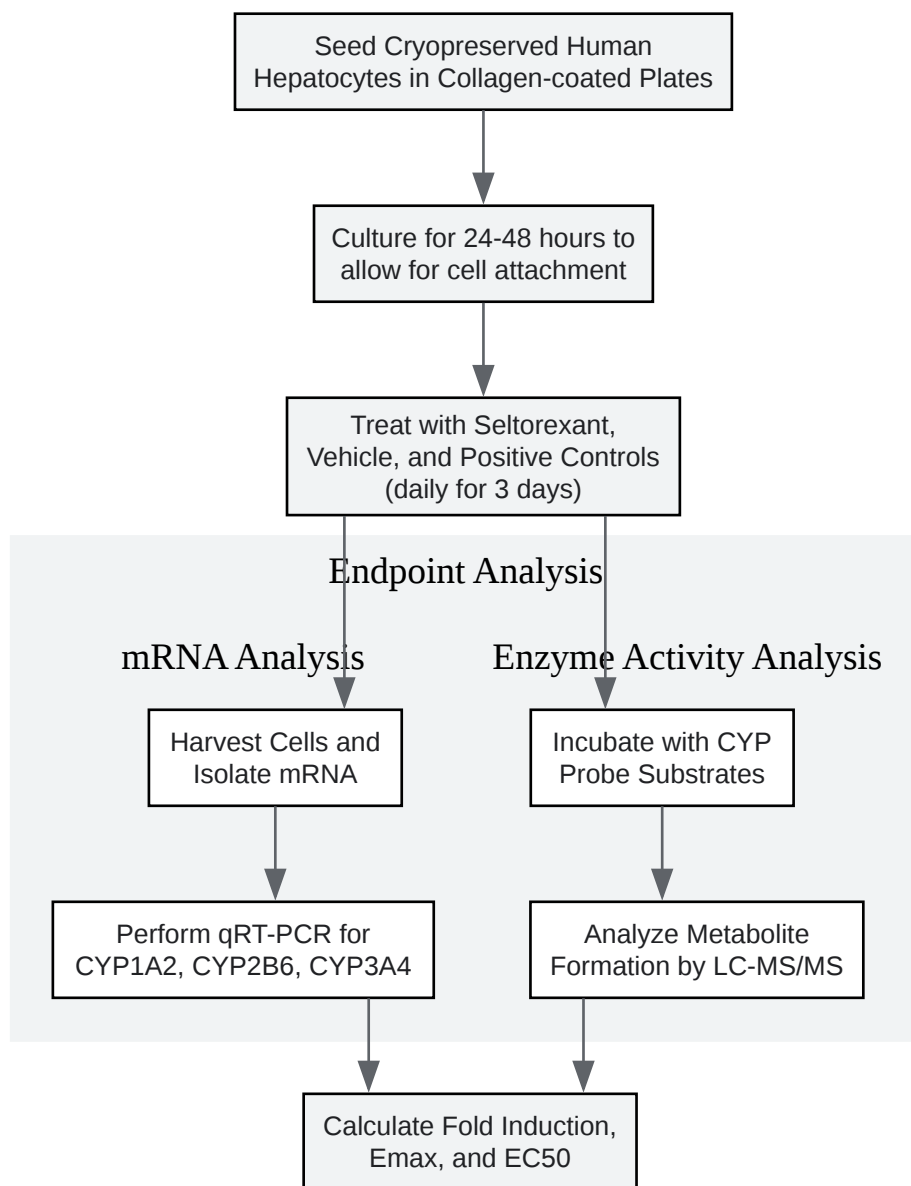 Seed Cryopreserved Human
Hepatocytes in Collagen-coated Plates
Culture for 24-48 hours to
allow for cell attachment
Treat with Seltorexant,
Vehicle, and Positive Controls
(daily for 3 days)
Endpoint Analysis
mRNA Analysis
Enzyme Activity Analysis
Harvest Cells and
Isolate mRNA
Incubate with CYP
Probe Substrates
Perform qRT-PCR for
CYP1A2, CYP2B6, CYP3A4
Analyze Metabolite
Formation by LC-MS/MS
Calculate Fold Induction,
Emax, and EC50